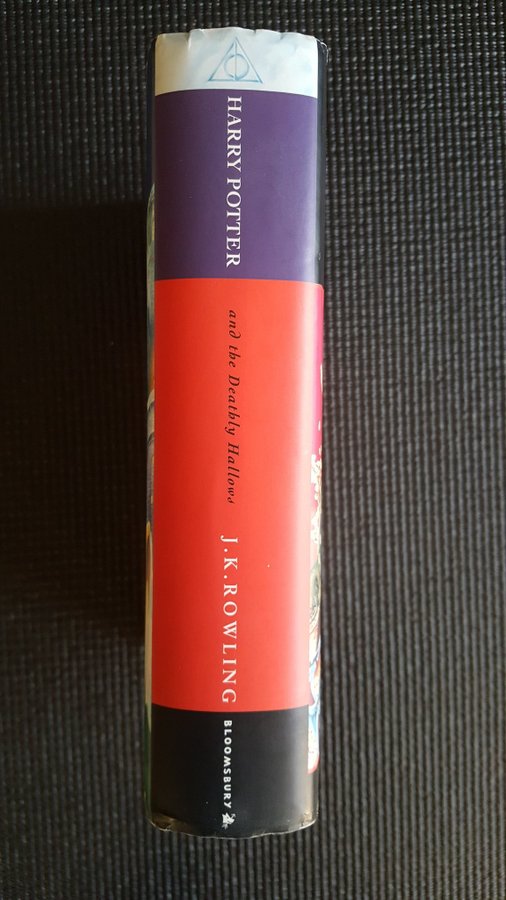 HARRY POTTER
and the Deathly Hallows
J.K.ROWLING
BLOOMSBURY